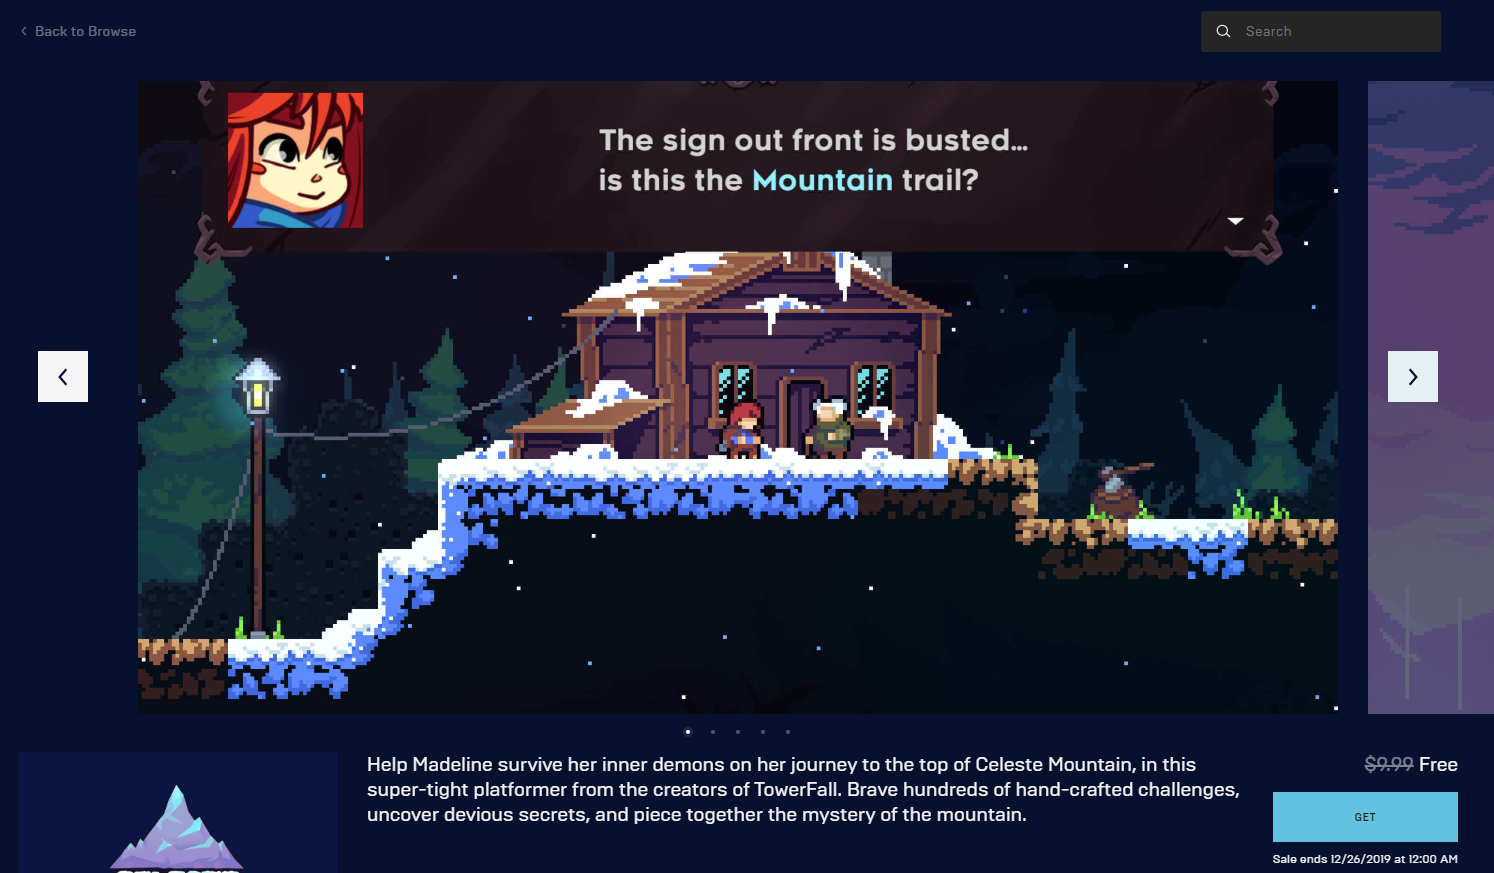 Back to Browse
Search
The sign out front is busted...
is this the Mountain trail?
Help Madeline survive her inner demons on her journey to the top of Celeste Mountain, in this
super-tight platformer from the creators of TowerFall. Brave hundreds of hand-crafted challenges,
uncover devious secrets, and piece together the mystery of the mountain.
$9.99 Free
GET
Sale ends 12/26/2019 at 12:00 AM